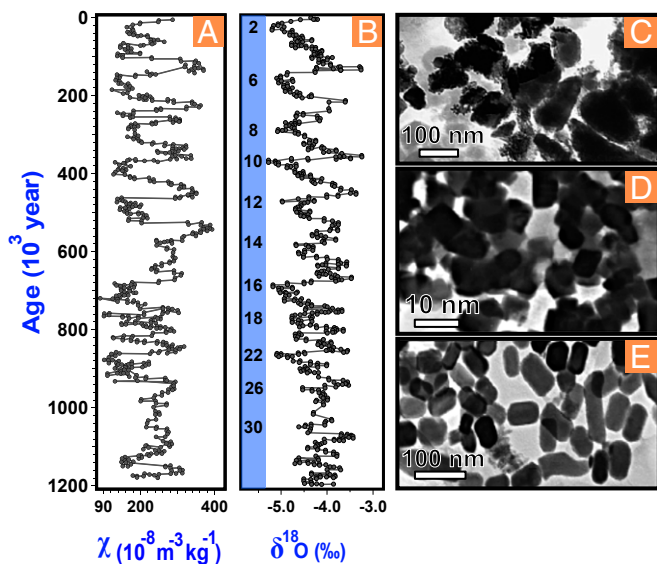 A
B
C
D
E
0
200
400
600
800
1000
1200
Age (10³ year)
90 200 400
χ (10⁻⁸ m⁻³ kg⁻¹)
2
6
8
10
12
14
16
18
22
26
30
-5.0 -4.0 -3.0
δ¹⁸O (‰)
100 nm
10 nm
100 nm